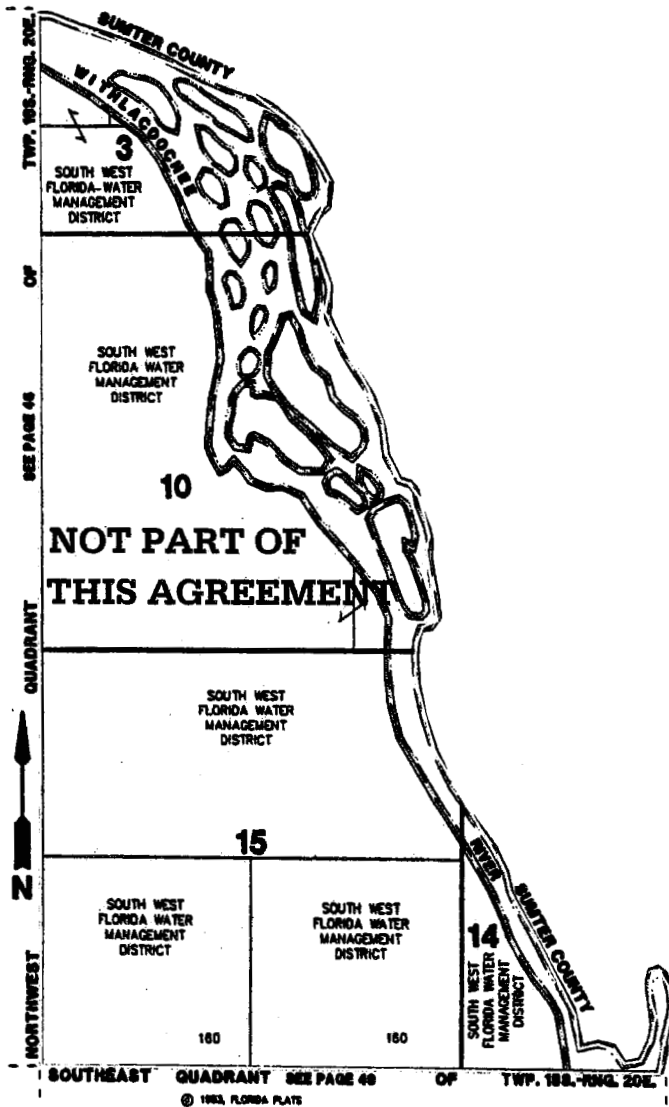 SUMTER COUNTY
WITHLACOOCHEE
TWP. 18S.-RNG. 20E.
3
SOUTH WEST
FLORIDA-WATER
MANAGEMENT
DISTRICT
OF
SOUTH WEST
FLORIDA WATER
MANAGEMENT
DISTRICT
SEE PAGE 46
10
NOT PART OF
THIS AGREEMENT
QUADRANT
SOUTH WEST
FLORIDA WATER
MANAGEMENT
DISTRICT
N
15
RIVER
SUMTER COUNTY
SOUTH WEST
FLORIDA WATER
MANAGEMENT
DISTRICT
160
SOUTH WEST
FLORIDA WATER
MANAGEMENT
DISTRICT
160
14
SOUTH WEST
FLORIDA WATER
MANAGEMENT
DISTRICT
NORTHWEST
SOUTHEAST QUADRANT SEE PAGE 49 OF TWP. 18S.-RNG. 20E.
© 1983, FLORIDA PLATS